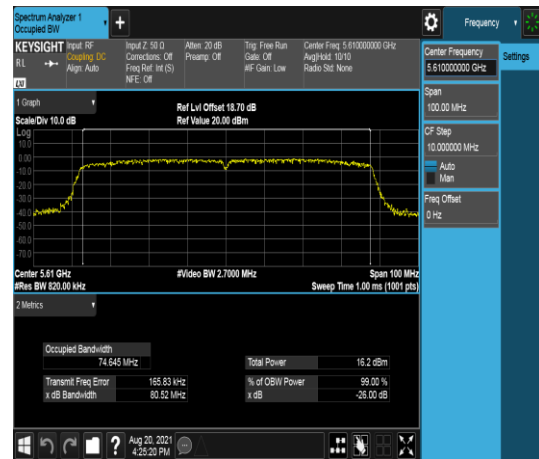 Spectrum Analyzer 1
Occupied BW
+
Frequency
KEYSIGHT
RL
LXI
Input: RF
Coupling: DC
Align: Auto
Input Z: 50 Ω
Corrections: Off
Freq Ref: Int (S)
NFE: Off
Atten: 20 dB
Preamp: Off
Trig: Free Run
Gate: Off
#IF Gain: Low
Center Freq: 5.610000000 GHz
Avg|Hold: 10/10
Radio Std: None
Center Frequency
5.610000000 GHz
Settings
Span
100.00 MHz
CF Step
10.000000 MHz
Auto
Man
Freq Offset
0 Hz
1 Graph
Scale/Div 10.0 dB
Ref Lvl Offset 18.70 dB
Ref Value 20.00 dBm
Log
10.0
0.00
-10.0
-20.0
-30.0
-40.0
-50.0
-60.0
-70.0
Center 5.61 GHz
#Res BW 820.00 kHz
#Video BW 2.7000 MHz
Span 100 MHz
Sweep Time 1.00 ms (1001 pts)
2 Metrics
Occupied Bandwidth
74.645 MHz
Total Power 16.2 dBm
Transmit Freq Error 165.83 kHz
% of OBW Power 99.00 %
x dB Bandwidth 80.52 MHz
x dB -26.00 dB
?
Aug 20, 2021
4:25:20 PM